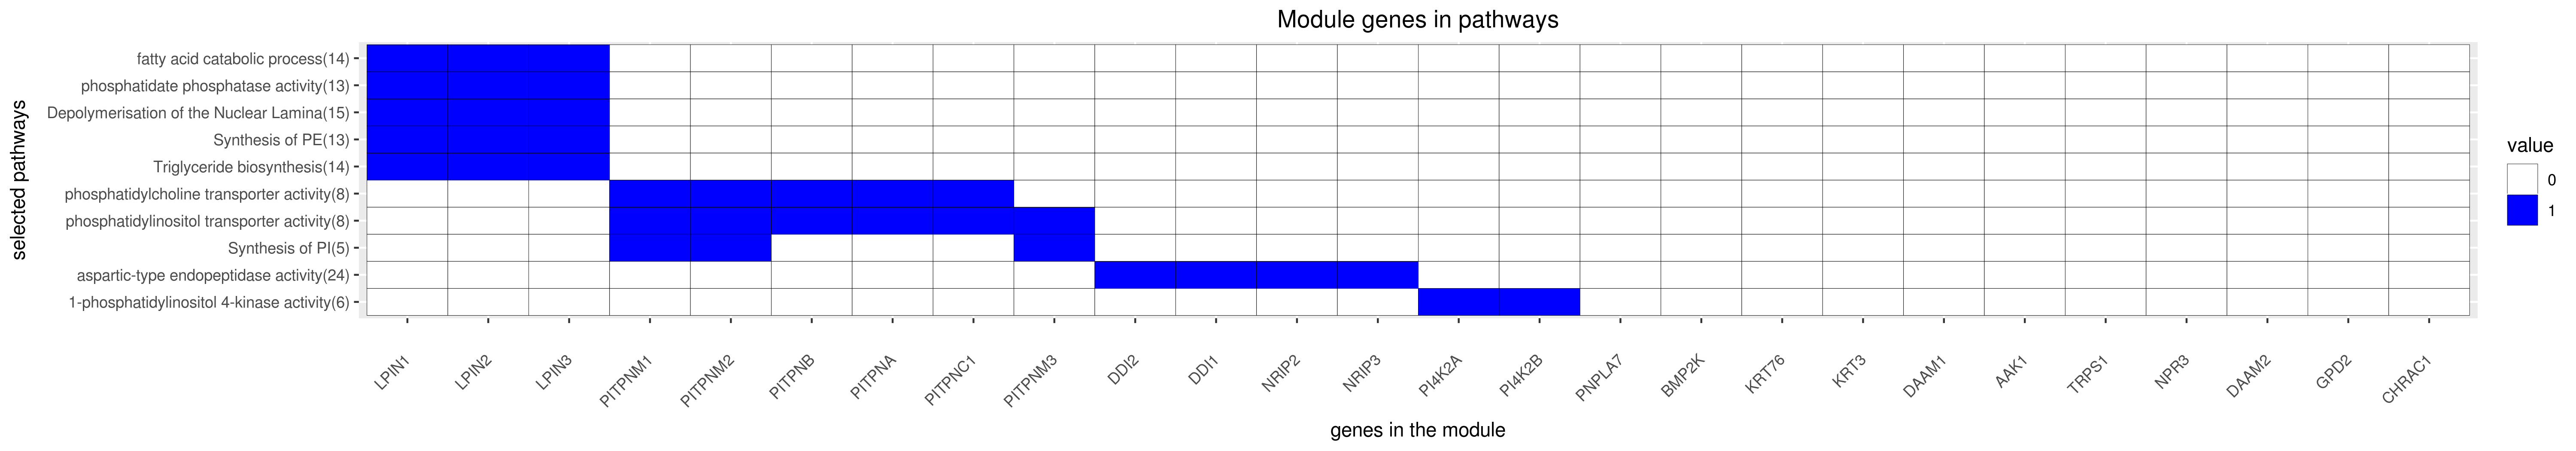 Module genes in pathways
selected pathways
fatty acid catabolic process(14)
phosphatidate phosphatase activity(13)
Depolymerisation of the Nuclear Lamina(15)
Synthesis of PE(13)
Triglyceride biosynthesis(14)
phosphatidylcholine transporter activity(8)
phosphatidylinositol transporter activity(8)
Synthesis of PI(5)
aspartic-type endopeptidase activity(24)
1-phosphatidylinositol 4-kinase activity(6)
LPIN1
LPIN2
LPIN3
PITPNM1
PITPNM2
PITPNB
PITPNA
PITPNC1
PITPNM3
DDI2
DDI1
NRIP2
NRIP3
PI4K2A
PI4K2B
PNPLA7
BMP2K
KRT76
KRT3
DAAM1
AAK1
TRPS1
NPR3
DAAM2
GPD2
CHRAC1
genes in the module
value
0
1